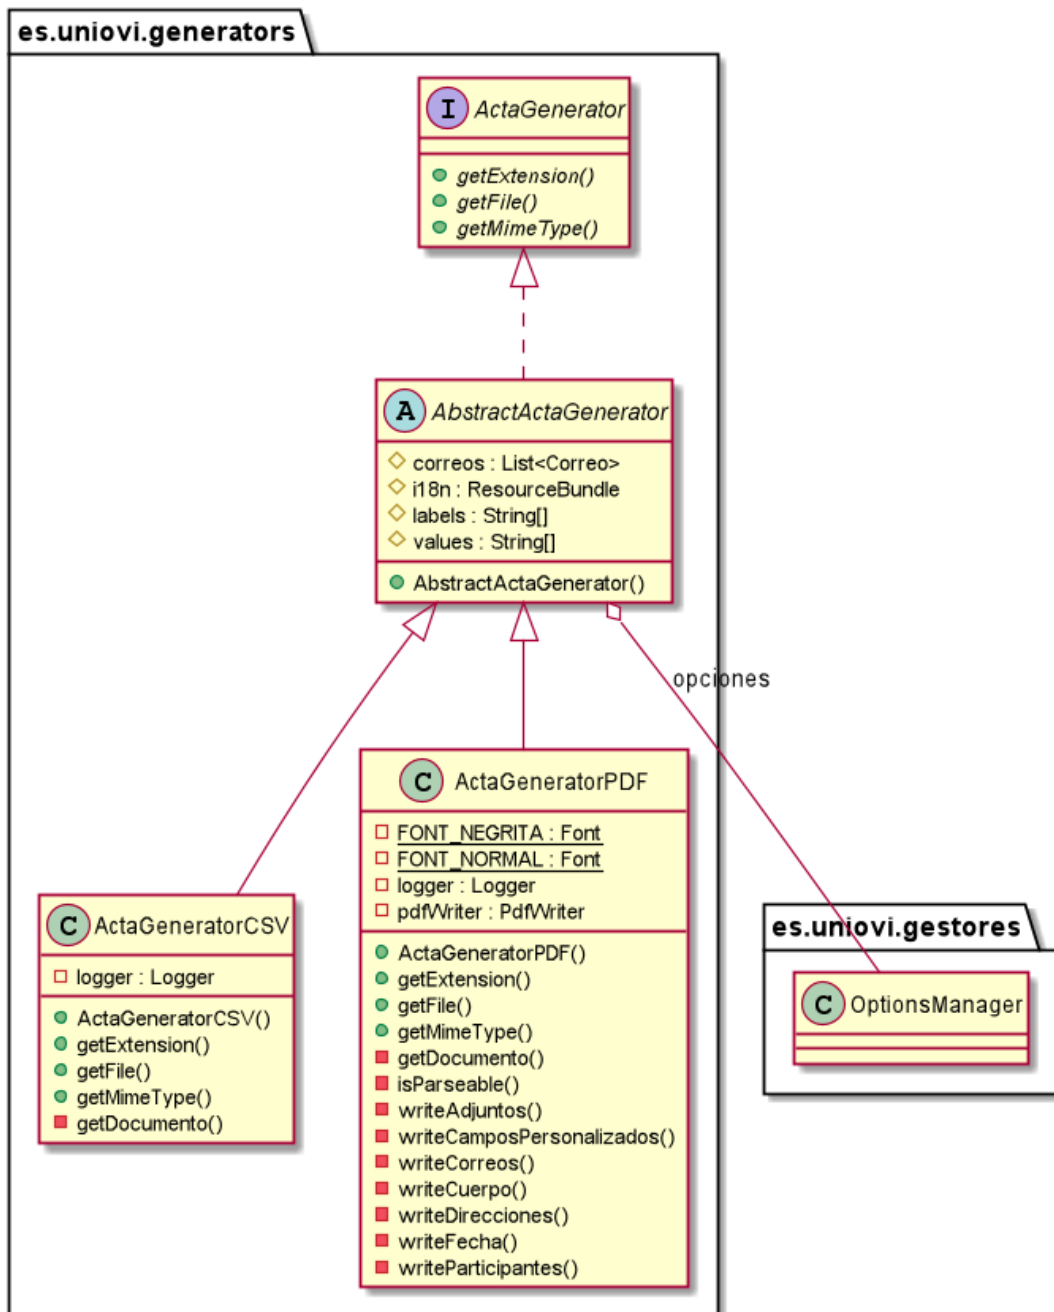 es.uniovi.generators
I ActaGenerator
getExtension()
getFile()
getMimeType()
A AbstractActaGenerator
correos : List<Correo>
i18n : ResourceBundle
labels : String[]
values : String[]
AbstractActaGenerator()
opciones
C ActaGeneratorPDF
FONT_NEGRITA : Font
FONT_NORMAL : Font
logger : Logger
pdfWriter : PdfWriter
ActaGeneratorPDF()
getExtension()
getFile()
getMimeType()
getDocumento()
isParseable()
writeAdjuntos()
writeCamposPersonalizados()
writeCorreos()
writeCuerpo()
writeDirecciones()
writeFecha()
writeParticipantes()
C ActaGeneratorCSV
logger : Logger
ActaGeneratorCSV()
getExtension()
getFile()
getMimeType()
getDocumento()
es.uniovi.gestores
C OptionsManager